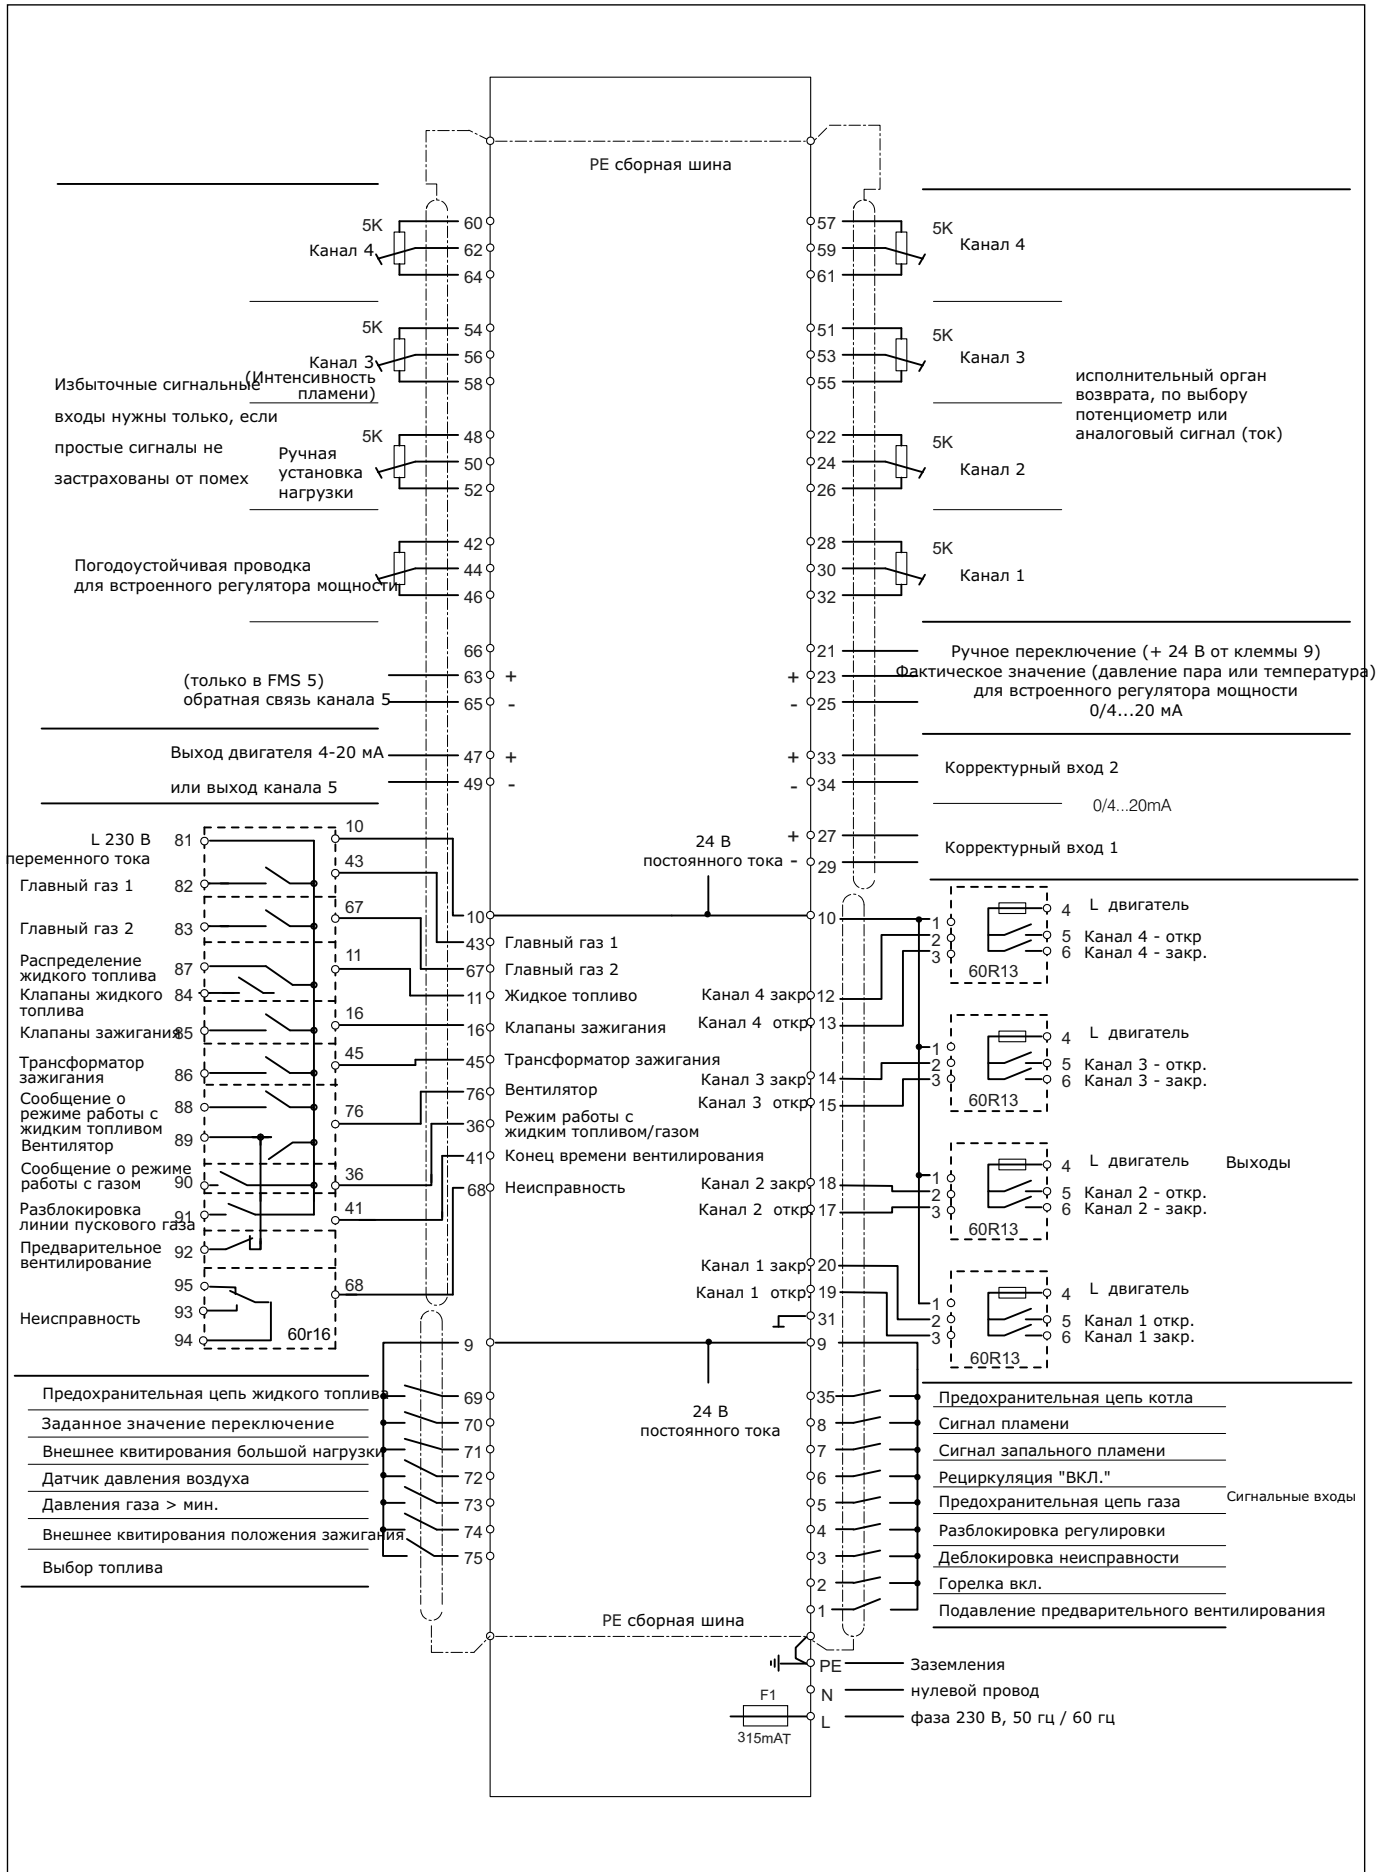 PE сборная шина
5K
60
Канал 4
62
64
57
5K
59
Канал 4
61
5K
54
Канал 3
56
(Интенсивность
пламени)
58
51
5K
53
Канал 3
55
Избыточные сигнальные
входы нужны только, если
простые сигналы не
застрахованы от помех
исполнительный орган
возврата, по выбору
потенциометр или
аналоговый сигнал (ток)
5K
48
Ручная
установка
нагрузки
50
52
22
5K
24
Канал 2
26
42
Погодоустойчивая проводка
для встроенного регулятора мощности
44
46
28
5K
30
Канал 1
32
66
(только в FMS 5)
63 +
обратная связь канала 5
65 -
21
Ручное переключение (+ 24 В от клеммы 9)
+ 23
Фактическое значение (давление пара или температура)
для встроенного регулятора мощности
- 25
0/4...20 мА
Выход двигателя 4-20 мА
47 +
или выход канала 5
49 -
+ 33
Корректурный вход 2
- 34
0/4...20mA
+ 27
Корректурный вход 1
- 29
24 В
постоянного тока
L 230 В
переменного тока
81
10
43
Главный газ 1
82
67
Главный газ 2
83
11
Распределение
жидкого топлива
87
Клапаны жидкого
топлива
84
16
Клапаны зажигания
85
45
Трансформатор
зажигания
86
Сообщение о
режиме работы с
жидким топливом
88
76
Вентилятор
89
Сообщение о режиме
работы с газом
90
36
Разблокировка
линии пускового газа
91
41
Предварительное
вентилирование
92
95
68
93
Неисправность
94
60r16
10
43 Главный газ 1
67 Главный газ 2
11 Жидкое топливо
16 Клапаны зажигания
45 Трансформатор зажигания
76 Вентилятор
36 Режим работы с
жидким топливом/газом
41 Конец времени вентилирования
68 Неисправность
10
Канал 4 закр. 12
Канал 4 откр. 13
Канал 3 закр. 14
Канал 3 откр. 15
Канал 2 закр. 18
Канал 2 откр. 17
Канал 1 закр. 20
Канал 1 откр. 19
31
1
2
3
60R13
4 L двигатель
5 Канал 4 - откр
6 Канал 4 - закр.
1
2
3
60R13
4 L двигатель
5 Канал 3 - откр.
6 Канал 3 - закр.
1
2
3
60R13
4 L двигатель
5 Канал 2 - откр.
6 Канал 2 - закр.
Выходы
1
2
3
60R13
4 L двигатель
5 Канал 1 откр.
6 Канал 1 закр.
9
9
24 В
постоянного тока
Предохранительная цепь жидкого топлива
69
Заданное значение переключение
70
Внешнее квитирования большой нагрузки
71
Датчик давления воздуха
72
Давления газа > мин.
73
Внешнее квитирования положения зажигания
74
Выбор топлива
75
35 Предохранительная цепь котла
8 Сигнал пламени
7 Сигнал запального пламени
6 Рециркуляция "ВКЛ."
5 Предохранительная цепь газа
Сигнальные входы
4 Разблокировка регулировки
3 Деблокировка неисправности
2 Горелка вкл.
1 Подавление предварительного вентилирования
PE сборная шина
PE Заземления
N нулевой провод
F1
L фаза 230 В, 50 гц / 60 гц
315mAT